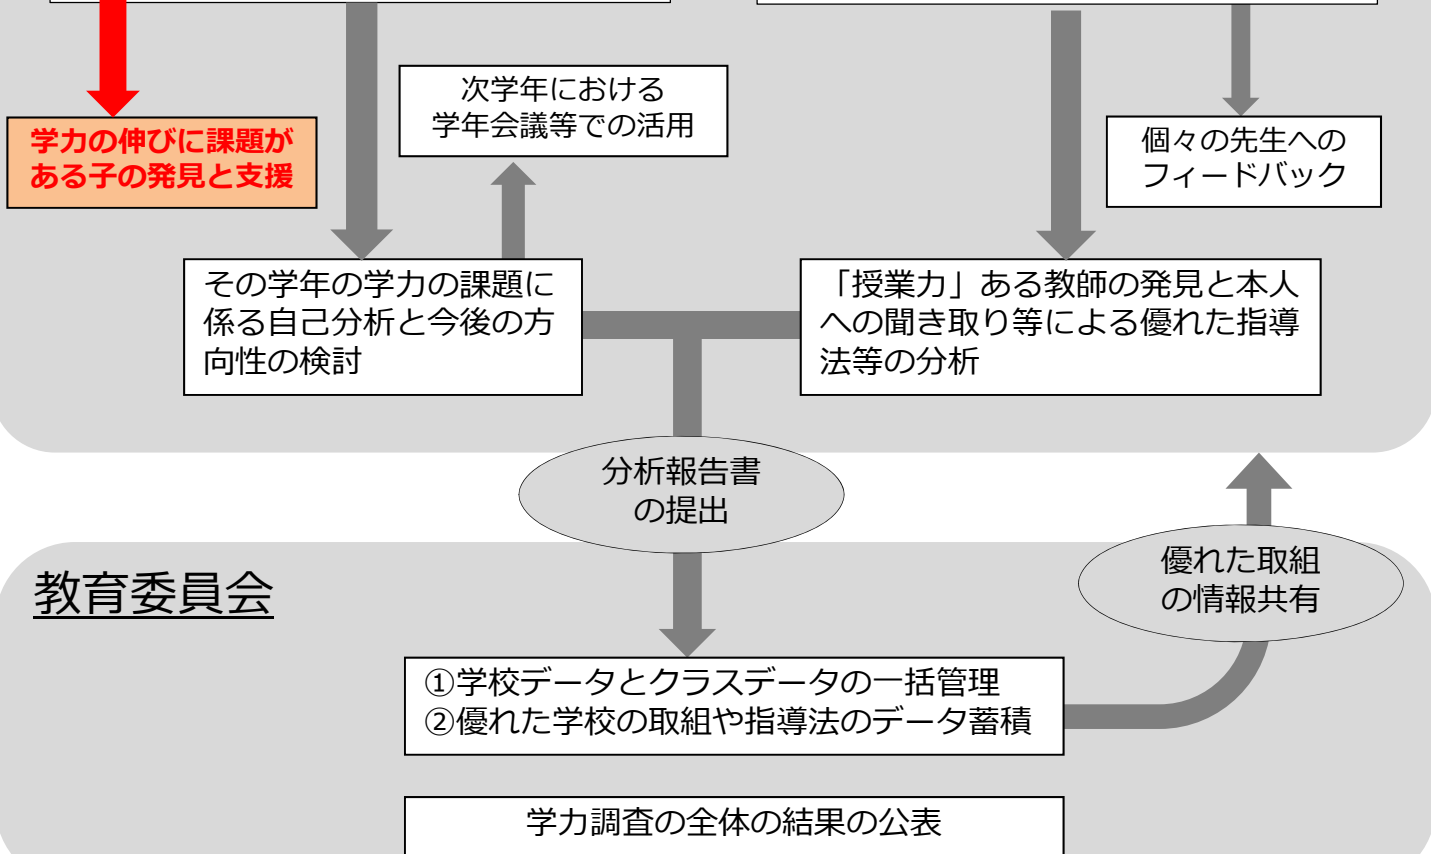 次学年における
学年会議等での活用
学力の伸びに課題が
ある子の発見と支援
個々の先生への
フィードバック
その学年の学力の課題に
係る自己分析と今後の方
向性の検討
「授業力」ある教師の発見と本人
への聞き取り等による優れた指導
法等の分析
分析報告書
の提出
優れた取組
の情報共有
教育委員会
①学校データとクラスデータの一括管理
②優れた学校の取組や指導法のデータ蓄積
学力調査の全体の結果の公表